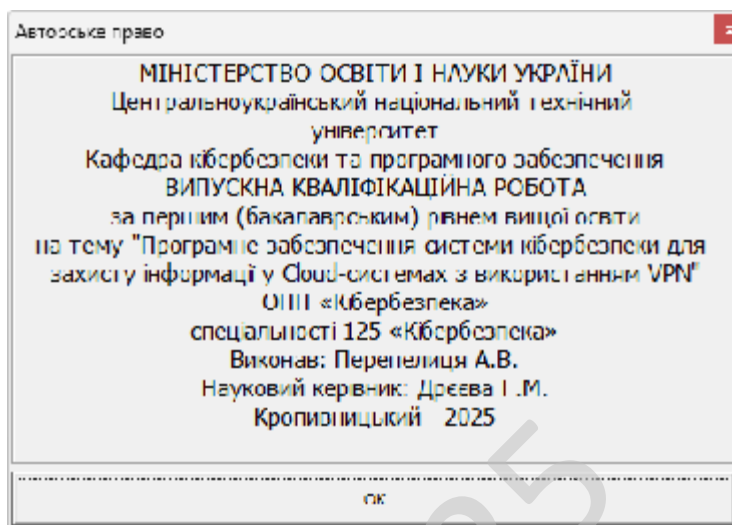 Авторське право
МІНІСТЕРСТВО ОСВІТИ І НАУКИ УКРАЇНИ
Центральноукраїнський національний технічний
університет
Кафедра кібербезпеки та програмного забезпечення
ВИПУСКНА КВАЛІФІКАЦІЙНА РОБОТА
за першим (бакалаврським) рівнем вищої освіти
на тему "Програмне забезпечення системи кібербезпеки для
захисту інформації у Cloud-системах з використанням VPN"
ОПП «Кібербезпека»
спеціальності 125 «Кібербезпека»
Виконав: Перепелиця А.В.
Науковий керівник: Дрєєва Г.М.
Кропивницький 2025
ОК